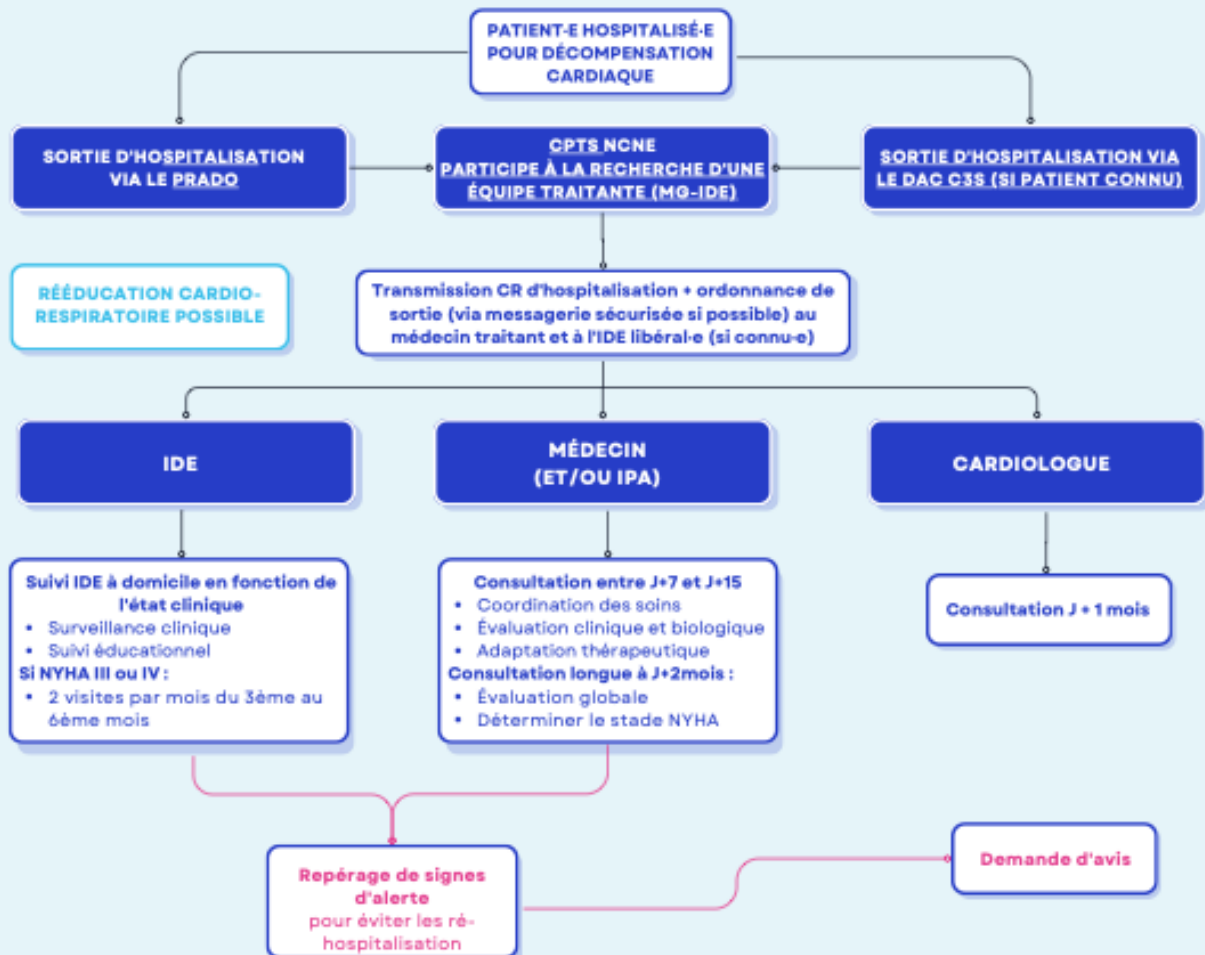 PATIENT·E HOSPITALISÉ·E
POUR DÉCOMPENSATION
CARDIAQUE
SORTIE D'HOSPITALISATION
VIA LE PRADO
CPTS NCNE
PARTICIPE À LA RECHERCHE D'UNE
ÉQUIPE TRAITANTE (MG-IDE)
SORTIE D'HOSPITALISATION VIA
LE DAC C3S (SI PATIENT CONNU)
RÉÉDUCATION CARDIO-
RESPIRATOIRE POSSIBLE
Transmission CR d'hospitalisation + ordonnance de
sortie (via messagerie sécurisée si possible) au
médecin traitant et à l'IDE libéral·e (si connu·e)
IDE
MÉDECIN
(ET/OU IPA)
CARDIOLOGUE
Suivi IDE à domicile en fonction de
l'état clinique
• Surveillance clinique
• Suivi éducationnel
Si NYHA III ou IV :
• 2 visites par mois du 3ème au
6ème mois
Consultation entre J+7 et J+15
• Coordination des soins
• Évaluation clinique et biologique
• Adaptation thérapeutique
Consultation longue à J+2mois :
• Évaluation globale
• Déterminer le stade NYHA
Consultation J + 1 mois
Repérage de signes
d'alerte
pour éviter les ré-
hospitalisation
Demande d'avis